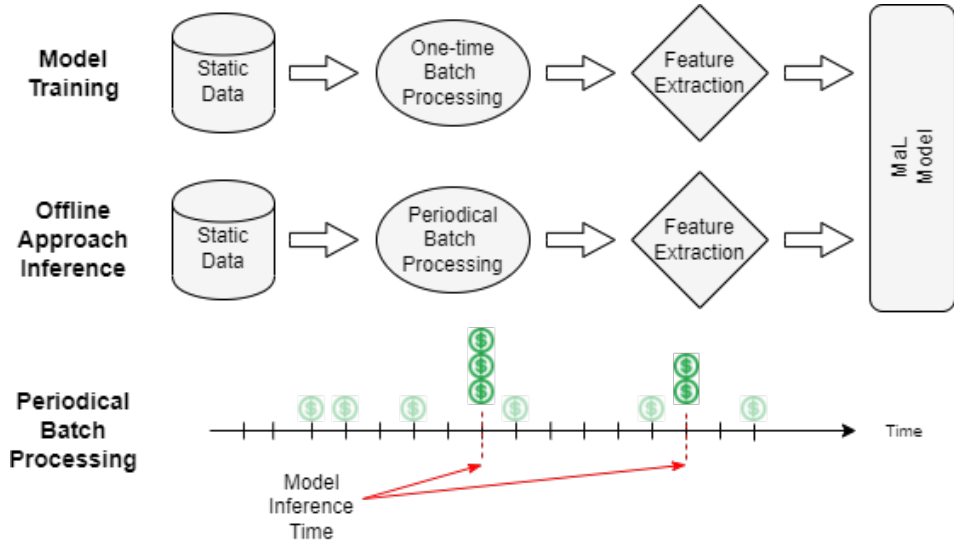 Model
Training
Static
Data
One-time
Batch
Processing
Feature
Extraction
MaL
Model
Offline
Approach
Inference
Static
Data
Periodical
Batch
Processing
Feature
Extraction
Periodical
Batch
Processing
$
$
$
$
$
$
$
$
$
$
Time
Model
Inference
Time